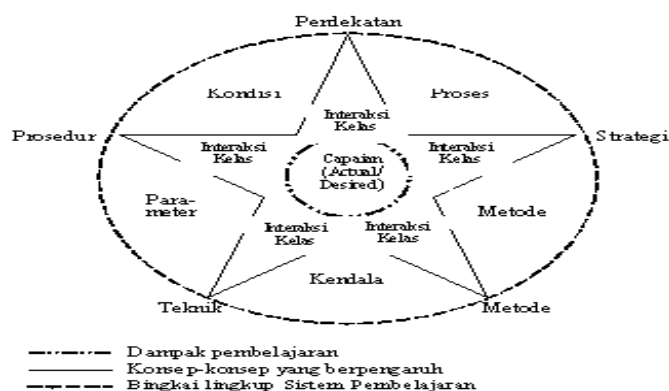 Pendekatan
Kondisi
Proses
Interaksi
Kelas
Prosedur
Strategi
Interaksi
Kelas
Capaian
(Actual/
Desired)
Interaksi
Kelas
Para-
meter
Metode
Interaksi
Kelas
Interaksi
Kelas
Kendala
Teknik
Metode
Dampak pembelajaran
Konsep-konsep yang berpengaruh
Bingkai lingkup Sistem Pembelajaran